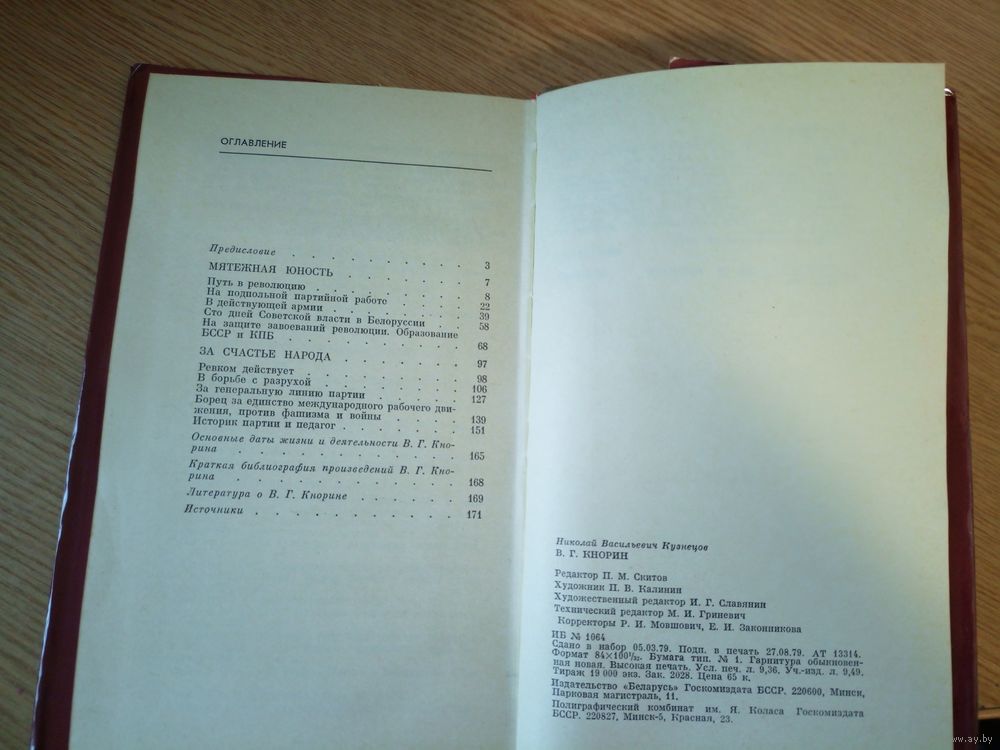 ОГЛАВЛЕНИЕ
Предисловие . . . . . . . . . . 3
МЯТЕЖНАЯ ЮНОСТЬ . . . . . . . 7
Путь в революцию . . . . . . . . 8
На подпольной партийной работе . . . . 22
В действующей армии . . . . . . . 39
Сто дней Советской власти в Белоруссии . . 58
На защите завоеваний революции. Образование
БССР и КПБ . . . . . . . . . . 68
ЗА СЧАСТЬЕ НАРОДА . . . . . . . 97
Ревком действует . . . . . . . . 98
В борьбе с разрухой . . . . . . . 106
За генеральную линию партии . . . . . 127
Борец за единство международного рабочего дви-
жения, против фашизма и войны . . . . 139
Историк партии и педагог . . . . . . 151
Основные даты жизни и деятельности В. Г. Кно-
рина . . . . . . . . . . . 165
Краткая библиография произведений В. Г. Кно-
рина . . . . . . . . . . . 168
Литература о В. Г. Кнорине . . . . . 169
Источники . . . . . . . . . . 171
Николай Васильевич Кузнецов
В. Г. КНОРИН
Редактор П. М. Скитов
Художник П. В. Калинин
Художественный редактор И. Г. Славянин
Технический редактор М. И. Гриневич
Корректоры Р. И. Мовшович, Е. И. Законникова
ИБ № 1064
Сдано в набор 05.03.79. Подп. в печать 27.08.79. АТ 13314.
Формат 84×100¹/₃₂. Бумага тип. № 1. Гарнитура обыкновен-
ная новая. Высокая печать. Усл. печ. л. 9,36. Уч.-изд. л. 9,49.
Тираж 19 000 экз. Зак. 2028. Цена 65 к.
Издательство «Беларусь» Госкомиздата БССР. 220600, Минск,
Парковая магистраль, 11.
Полиграфический комбинат им. Я. Коласа Госкомиздата
БССР. 220827, Минск-5, Красная, 23.
www.ay.by